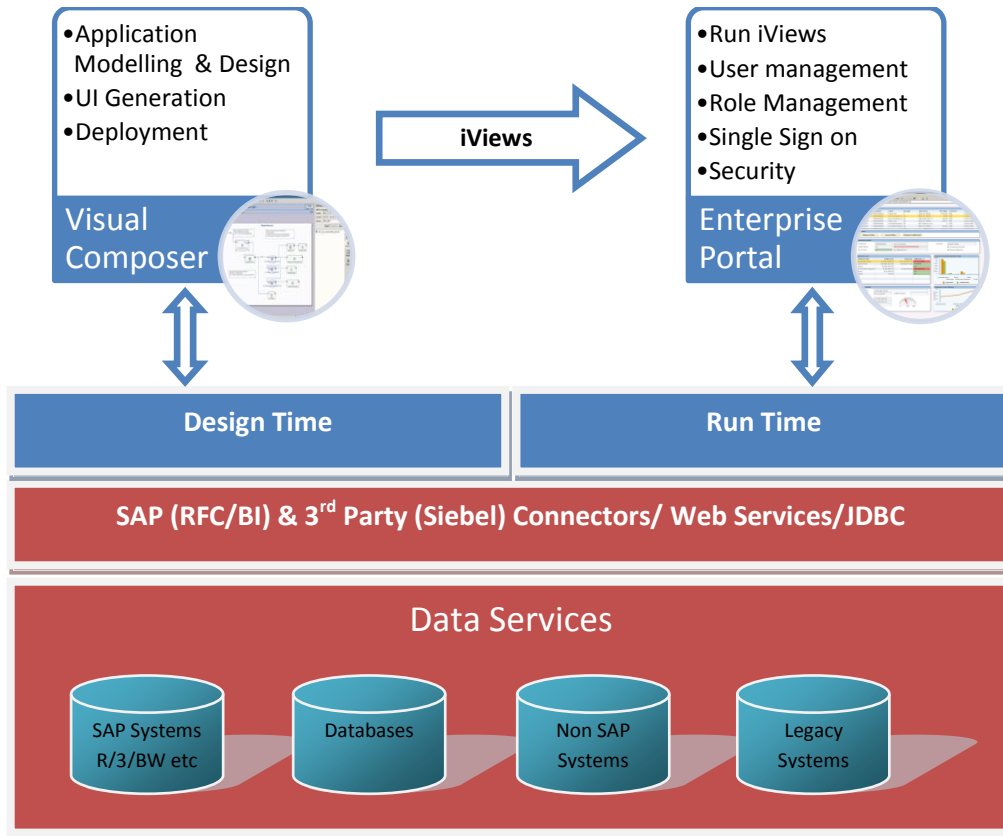 •Application
Modelling & Design
•UI Generation
•Deployment
Visual
Composer
iViews
•Run iViews
•User management
•Role Management
•Single Sign on
•Security
Enterprise
Portal
Design Time
Run Time
SAP (RFC/BI) & 3rd Party (Siebel) Connectors/ Web Services/JDBC
Data Services
SAP Systems
R/3/BW etc
Databases
Non SAP
Systems
Legacy
Systems